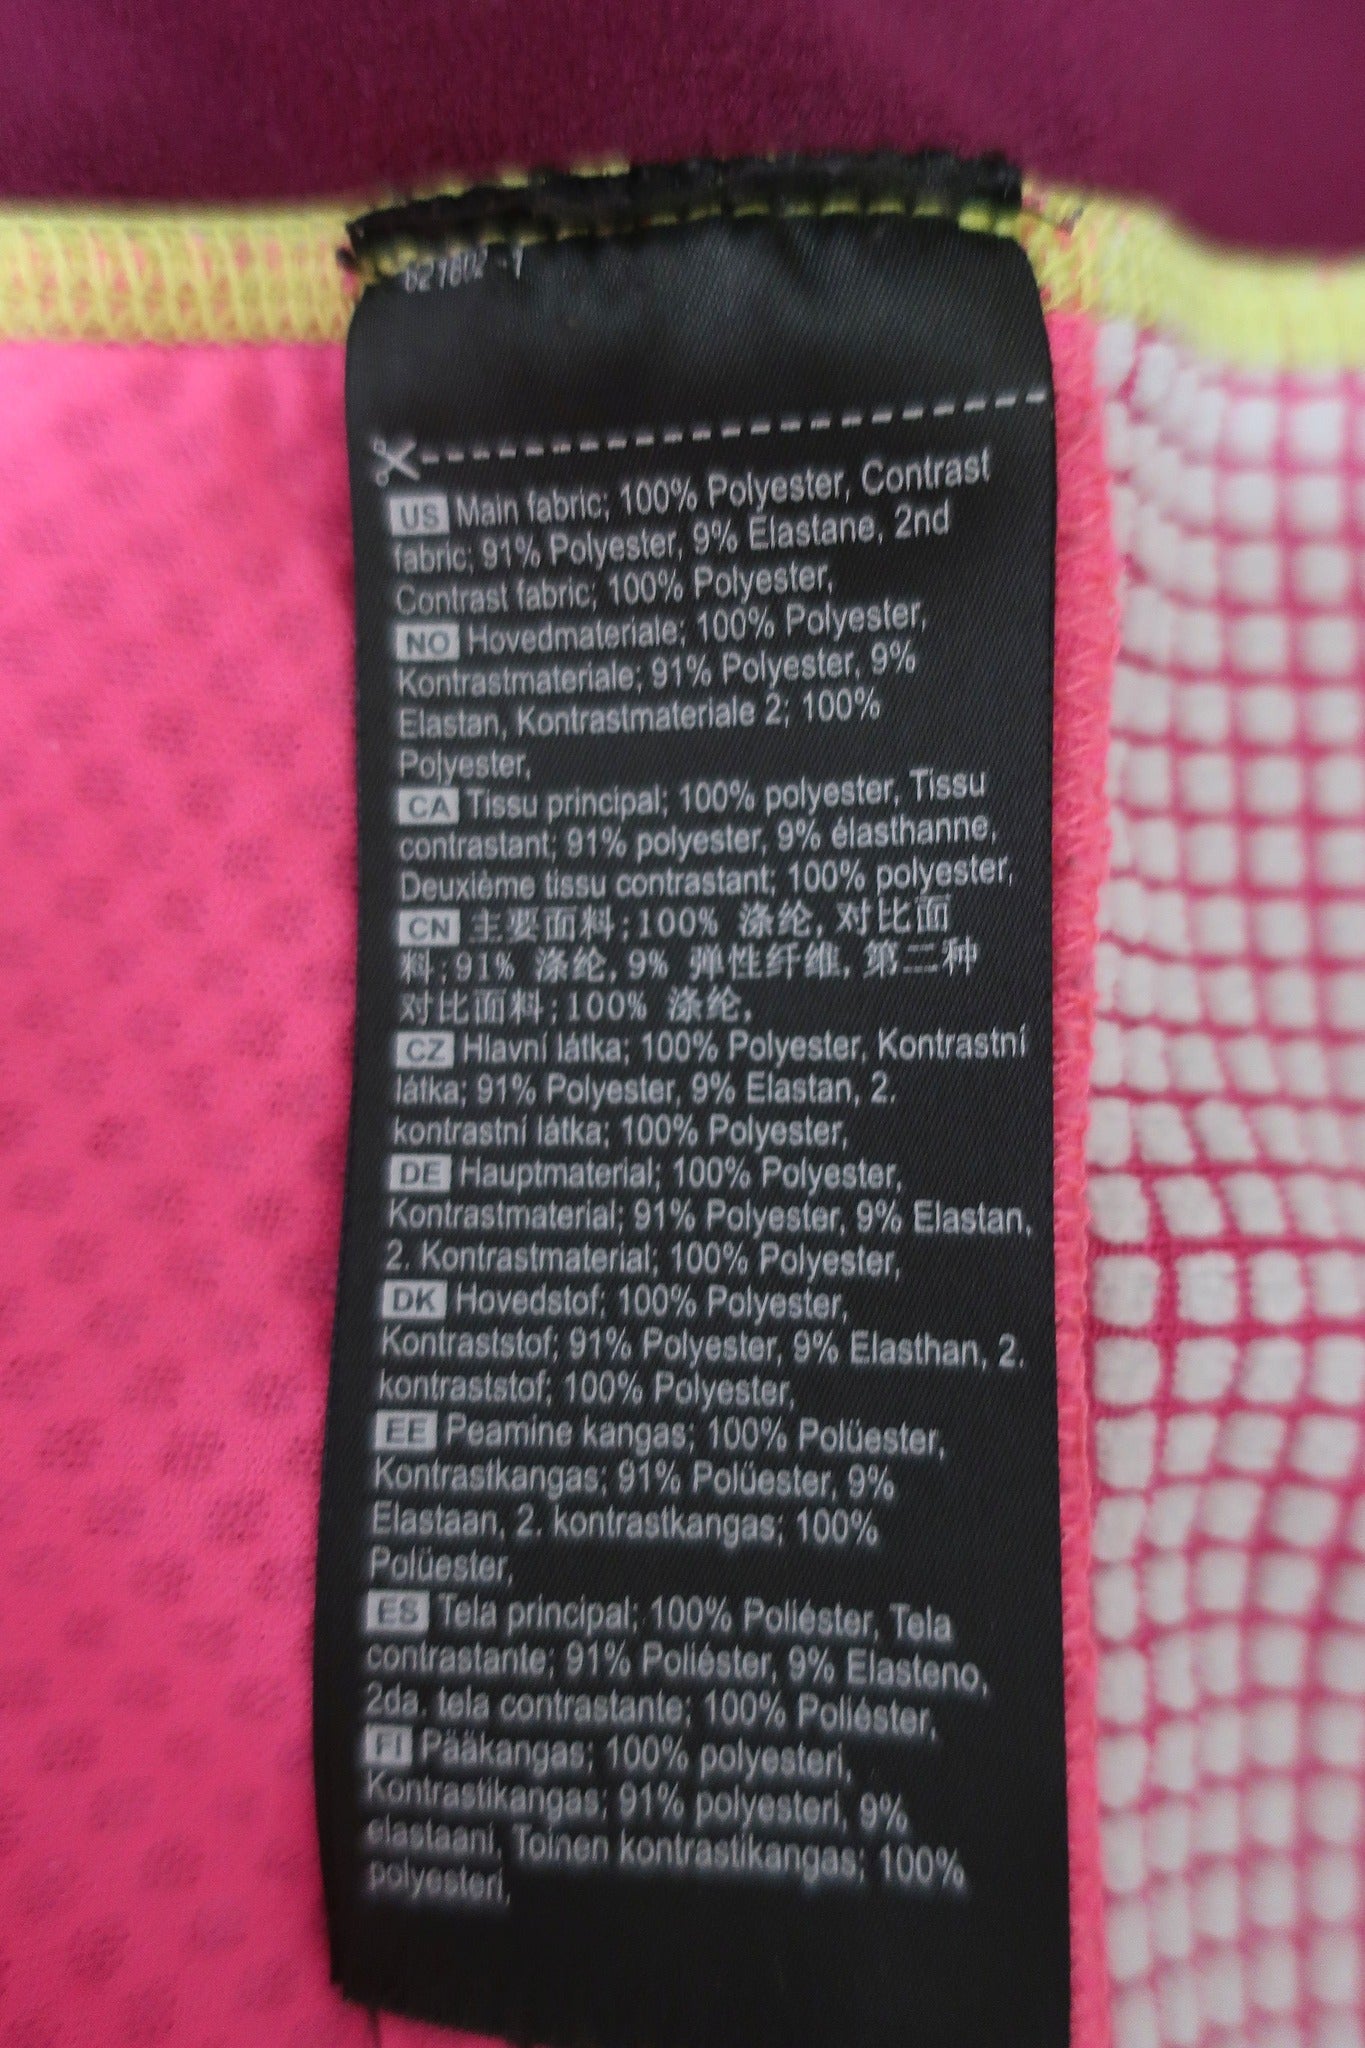 627802 -1
US Main fabric; 100% Polyester, Contrast
fabric; 91% Polyester, 9% Elastane, 2nd
Contrast fabric; 100% Polyester,
NO Hovedmateriale; 100% Polyester,
Kontrastmateriale; 91% Polyester, 9%
Elastan, Kontrastmateriale 2; 100%
Polyester,
CA Tissu principal; 100% polyester, Tissu
contrastant; 91% polyester, 9% élasthanne,
Deuxième tissu contrastant; 100% polyester,
CN 主要面料;100% 涤纶,对比面
料;91% 涤纶,9% 弹性纤维,第二种
对比面料;100% 涤纶,
CZ Hlavní látka; 100% Polyester, Kontrastní
látka; 91% Polyester, 9% Elastan, 2.
kontrastní látka; 100% Polyester,
DE Hauptmaterial; 100% Polyester,
Kontrastmaterial; 91% Polyester, 9% Elastan,
2. Kontrastmaterial; 100% Polyester,
DK Hovedstof; 100% Polyester,
Kontraststof; 91% Polyester, 9% Elasthan, 2.
kontraststof; 100% Polyester,
EE Peamine kangas; 100% Polüester,
Kontrastkangas; 91% Polüester, 9%
Elastaan, 2. kontrastkangas; 100%
Polüester,
ES Tela principal; 100% Poliéster, Tela
contrastante; 91% Poliéster, 9% Elasteno,
2da. tela contrastante; 100% Poliéster,
FI Pääkangas; 100% polyesteri,
Kontrastikangas; 91% polyesteri, 9%
elastaani, Toinen kontrastikangas; 100%
polyesteri,